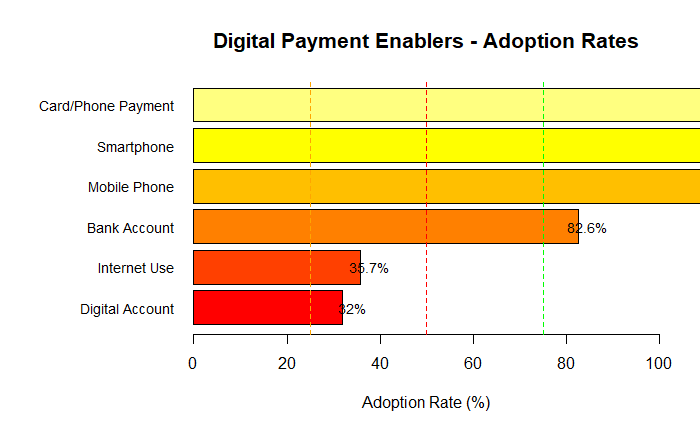 Digital Payment Enablers - Adoption Rates
Card/Phone Payment
Smartphone
Mobile Phone
Bank Account
82.6%
Internet Use
35.7%
Digital Account
32%
0 20 40 60 80 100
Adoption Rate (%)